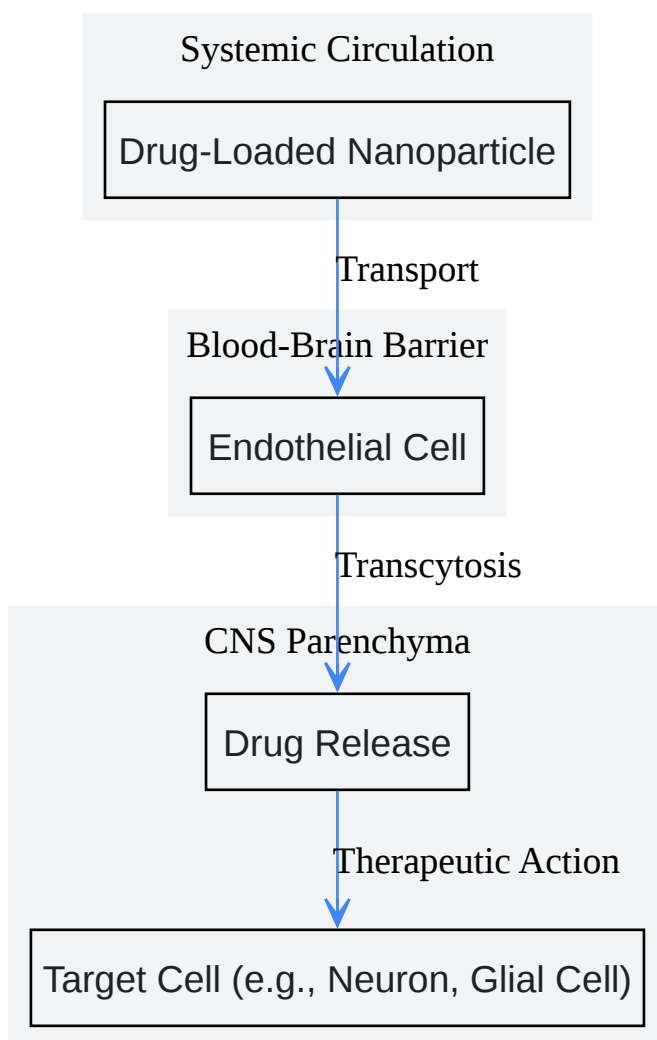 Systemic Circulation
Drug-Loaded Nanoparticle
Transport
Blood-Brain Barrier
Endothelial Cell
Transcytosis
CNS Parenchyma
Drug Release
Therapeutic Action
Target Cell (e.g., Neuron, Glial Cell)